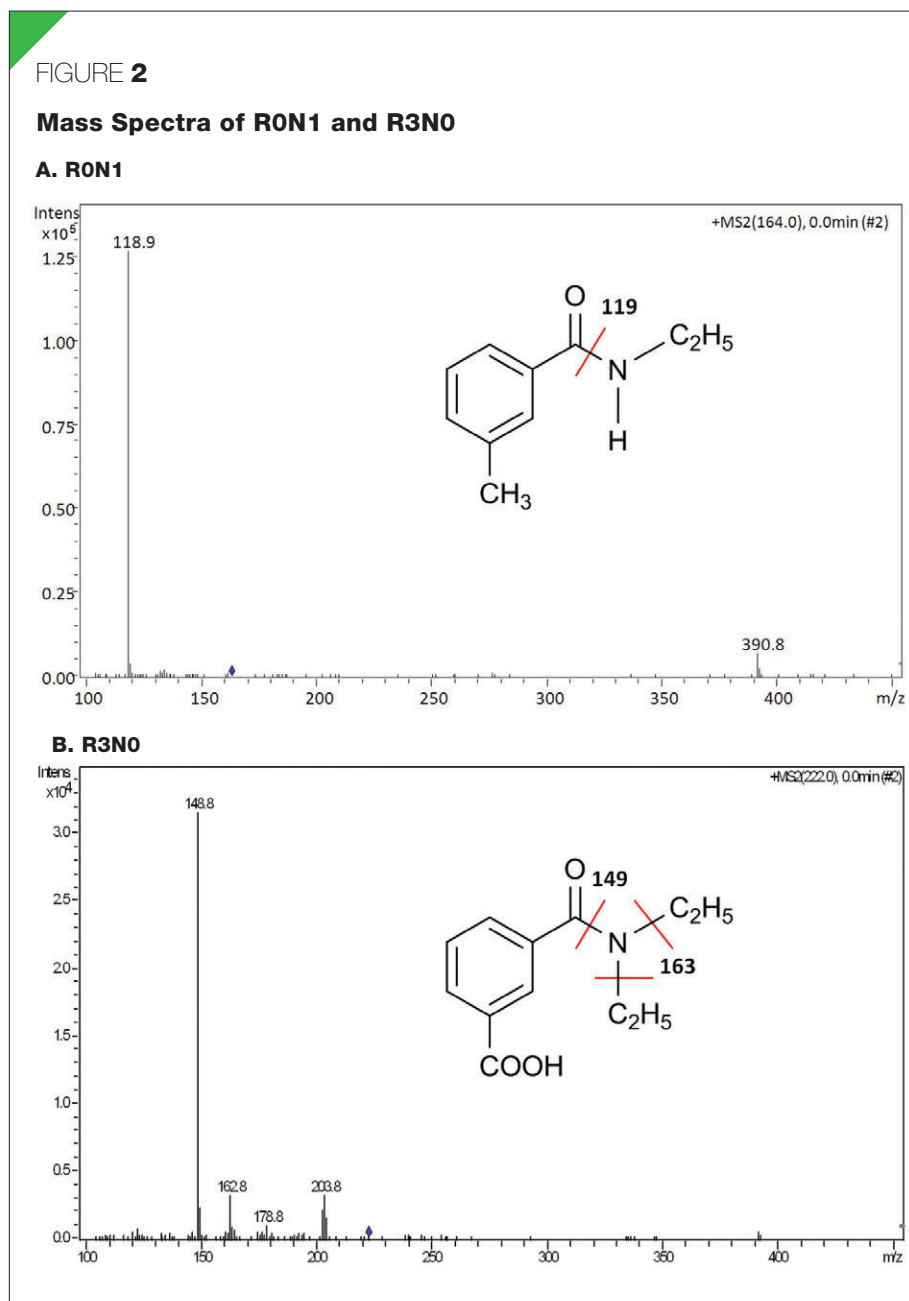 FIGURE 2
Mass Spectra of R0N1 and R3N0
A. R0N1
Intens
x10⁵
+MS2(164.0), 0.0min (#2)
118.9
1.25
1.00
0.75
0.50
0.25
0.00
O
119
C₂H₅
N
H
CH₃
390.8
100 150 200 250 300 350 400 m/z
B. R3N0
Intens
x10⁴
+MS2(222.0), 0.0min (#2)
148.8
3.0
2.5
2.0
1.5
1.0
0.5
0.0
O
149
C₂H₅
N
163
C₂H₅
COOH
162.8
178.8
203.8
100 150 200 250 300 350 400 m/z